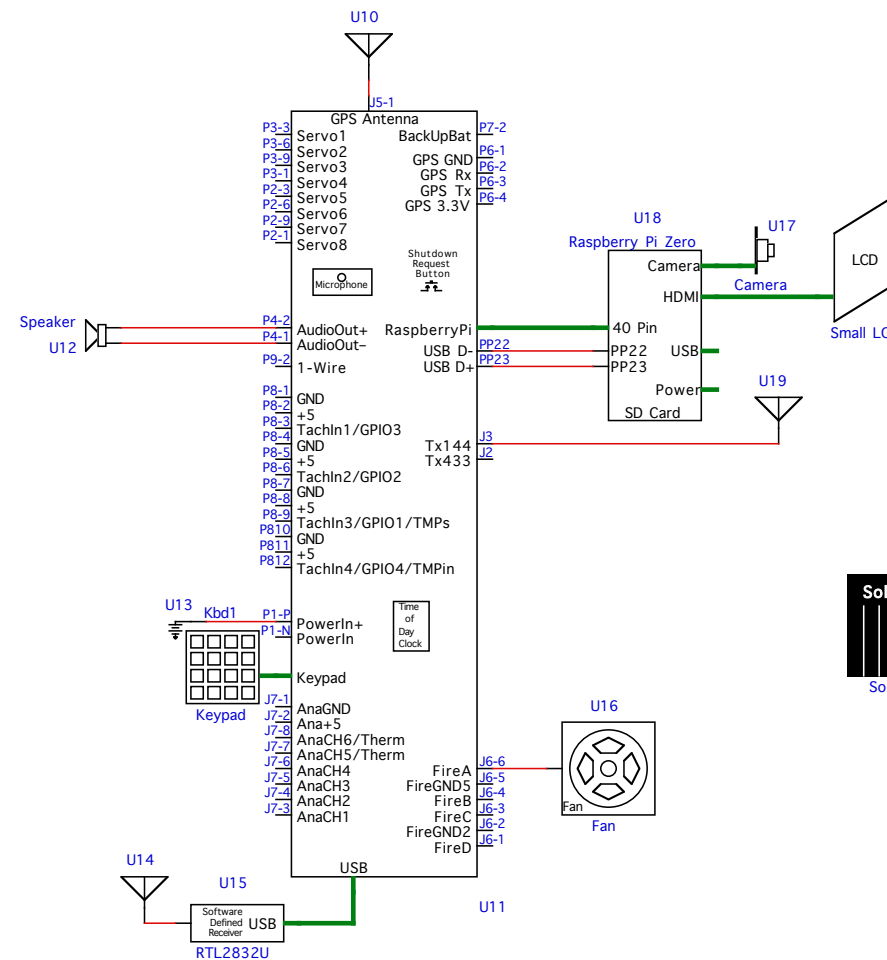 U10
J5-1
GPS Antenna
P3-3
Servo1
BackUpBat
P7-2
P3-6
Servo2
P3-9
Servo3
P3-1
Servo4
P2-3
Servo5
P2-6
Servo6
P2-9
Servo7
P2-1
Servo8
GPS GND
P6-1
GPS Rx
P6-2
GPS Tx
P6-3
GPS 3.3V
P6-4
Shutdown
Request
Button
Microphone
U18
Raspberry Pi Zero
U17
Camera
HDMI
Camera
LCD
Small LC
Speaker
U12
P4-2
AudioOut+
P4-1
AudioOut–
P9-2
1-Wire
RaspberryPi
40 Pin
USB D-
PP22
PP22
USB
USB D+
PP23
PP23
Power
SD Card
U19
P8-1
GND
P8-2
+5
P8-3
TachIn1/GPIO3
P8-4
GND
P8-5
+5
P8-6
TachIn2/GPIO2
P8-7
GND
P8-8
+5
P8-9
TachIn3/GPIO1/TMPs
P810
GND
P811
+5
P812
TachIn4/GPIO4/TMPin
Tx144
J3
Tx433
J2
Sol
So
U13
Kbd1
P1-P
PowerIn+
P1-N
PowerIn
Time
of
Day
Clock
Keypad
Keypad
J7-1
AnaGND
J7-2
Ana+5
J7-8
AnaCH6/Therm
J7-7
AnaCH5/Therm
J7-6
AnaCH4
J7-5
AnaCH3
J7-4
AnaCH2
J7-3
AnaCH1
U16
FireA
J6-6
FireGND5
J6-5
FireB
J6-4
FireC
J6-3
FireGND2
J6-2
FireD
J6-1
Fan
Fan
USB
U11
U14
U15
Software
Defined
Receiver
USB
RTL2832U